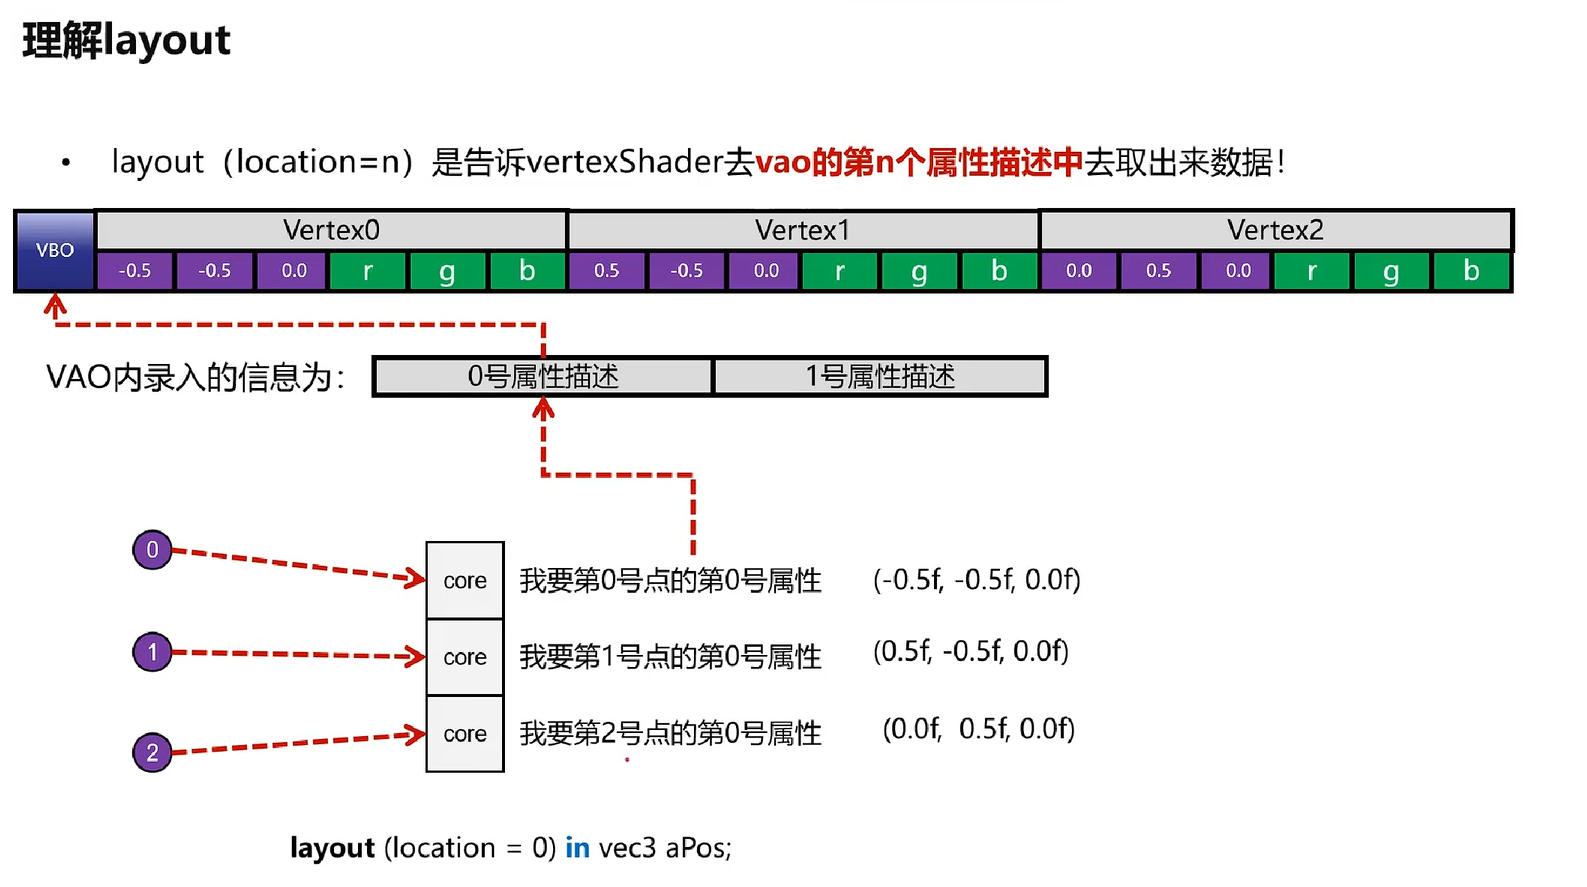 理解layout
• layout（location=n）是告诉vertexShader去vao的第n个属性描述中去取出来数据！
VBO
Vertex0 Vertex1 Vertex2
-0.5 -0.5 0.0 r g b 0.5 -0.5 0.0 r g b 0.0 0.5 0.0 r g b
VAO内录入的信息为： 0号属性描述 1号属性描述
0 core 我要第0号点的第0号属性 (-0.5f, -0.5f, 0.0f)
1 core 我要第1号点的第0号属性 (0.5f, -0.5f, 0.0f)
2 core 我要第2号点的第0号属性 (0.0f, 0.5f, 0.0f)
layout (location = 0) in vec3 aPos;